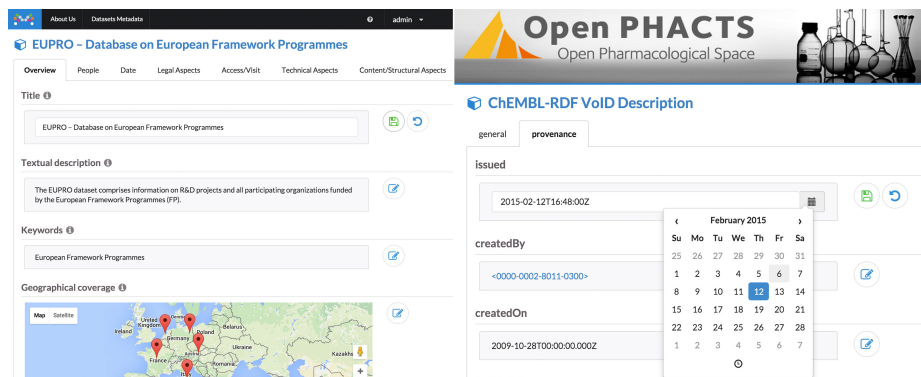 About Us
Datasets Metadata
admin
EUPRO – Database on European Framework Programmes
Overview
People
Date
Legal Aspects
Access/Visit
Technical Aspects
Content/Structural Aspects
Title
EUPRO – Database on European Framework Programmes
Textual description
The EUPRO dataset comprises information on R&D projects and all participating organizations funded
by the European Framework Programmes (FP).
Keywords
European Framework Programmes
Geographical coverage
Map
Satellite
United
Kingdom
Ireland
Denmark
Belarus
Poland
Germany
Ukraine
Austria
France
Romania
Italy
Kazakhs
+
Open PHACTS
Open Pharmacological Space
ChEMBL-RDF VoID Description
general
provenance
issued
2015-02-12T16:48:00Z
‹ February 2015 ›
Su Mo Tu We Th Fr Sa
25 26 27 28 29 30 31
1 2 3 4 5 6 7
8 9 10 11 12 13 14
15 16 17 18 19 20 21
22 23 24 25 26 27 28
1 2 3 4 5 6 7
createdBy
<0000-0002-8011-0300>
createdOn
2009-10-28T00:00:00.000Z